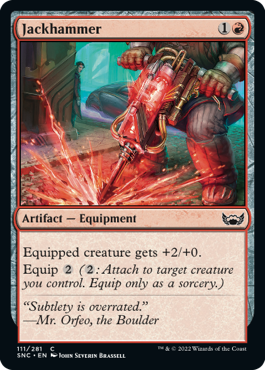 Jackhammer 1
Artifact — Equipment
Equipped creature gets +2/+0.
Equip 2 (2: Attach to target creature
you control. Equip only as a sorcery.)
“Subtlety is overrated.”
—Mr. Orfeo, the Boulder
111/281 C
SNC • EN John Severin Brassell
™ & © 2022 Wizards of the Coast